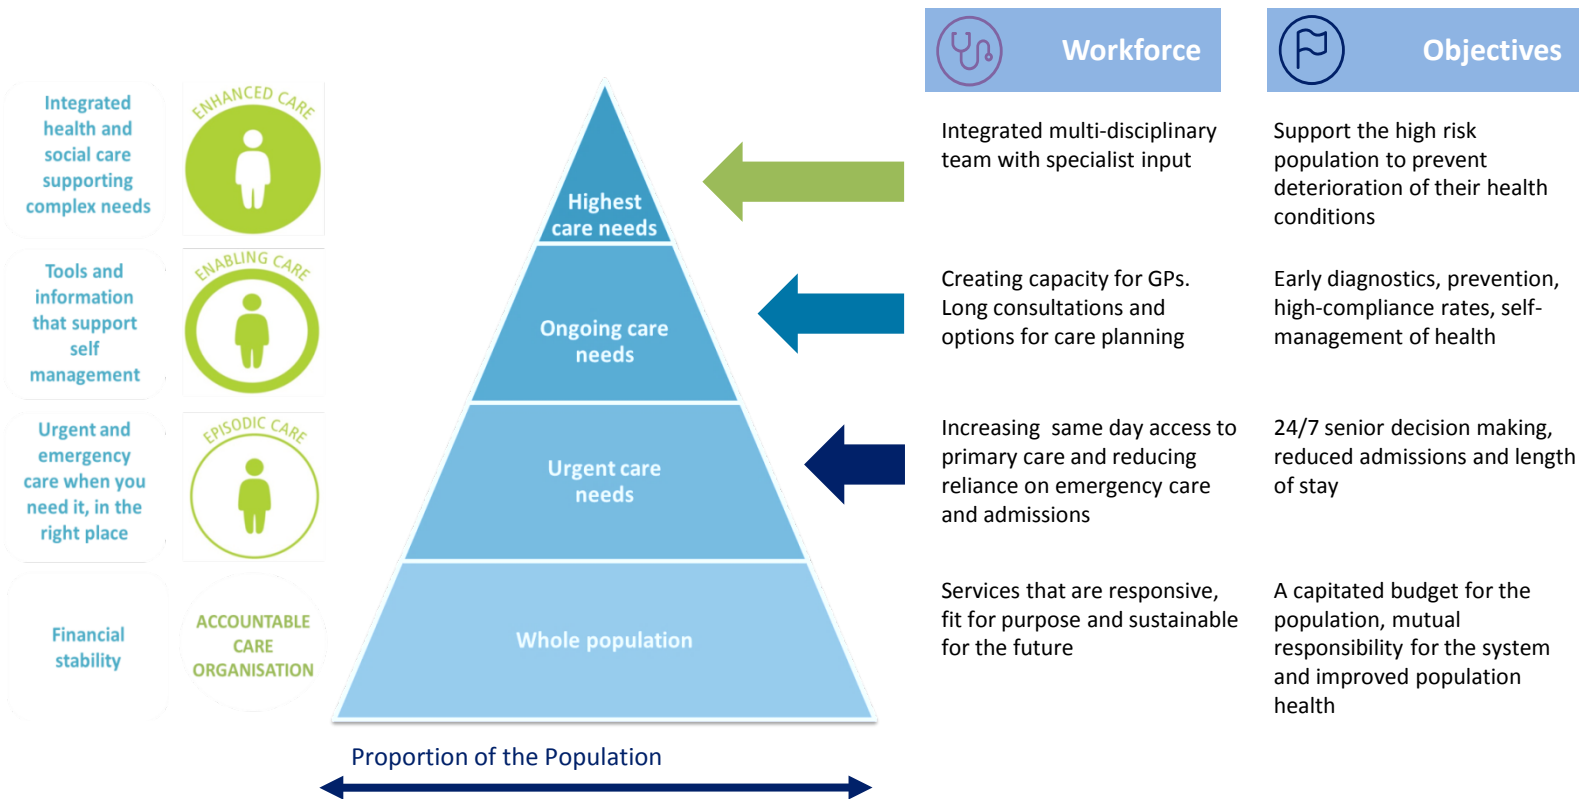 Workforce
Objectives
Integrated
health and
social care
supporting
complex needs
ENHANCED CARE
Highest
care needs
Integrated multi-disciplinary
team with specialist input
Support the high risk
population to prevent
deterioration of their health
conditions
Tools and
information
that support
self
management
ENABLING CARE
Ongoing care
needs
Creating capacity for GPs.
Long consultations and
options for care planning
Early diagnostics, prevention,
high-compliance rates, self-
management of health
Urgent and
emergency
care when you
need it, in the
right place
EPISODIC CARE
Urgent care
needs
Increasing same day access to
primary care and reducing
reliance on emergency care
and admissions
24/7 senior decision making,
reduced admissions and length
of stay
Financial
stability
ACCOUNTABLE
CARE
ORGANISATION
Whole population
Services that are responsive,
fit for purpose and sustainable
for the future
A capitated budget for the
population, mutual
responsibility for the system
and improved population
health
Proportion of the Population